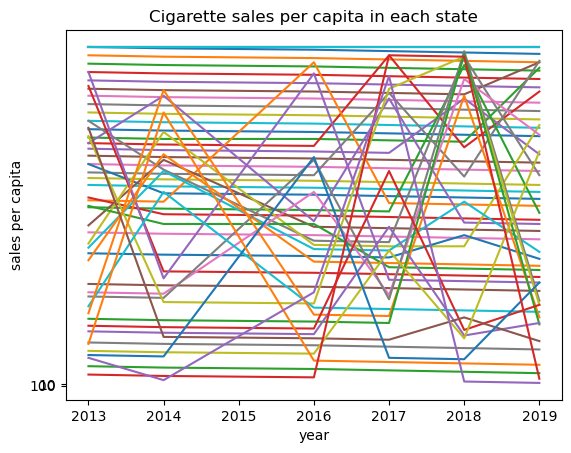 Cigarette sales per capita in each state
sales per capita
2013 2014 2015 2016 2017 2018 2019
year